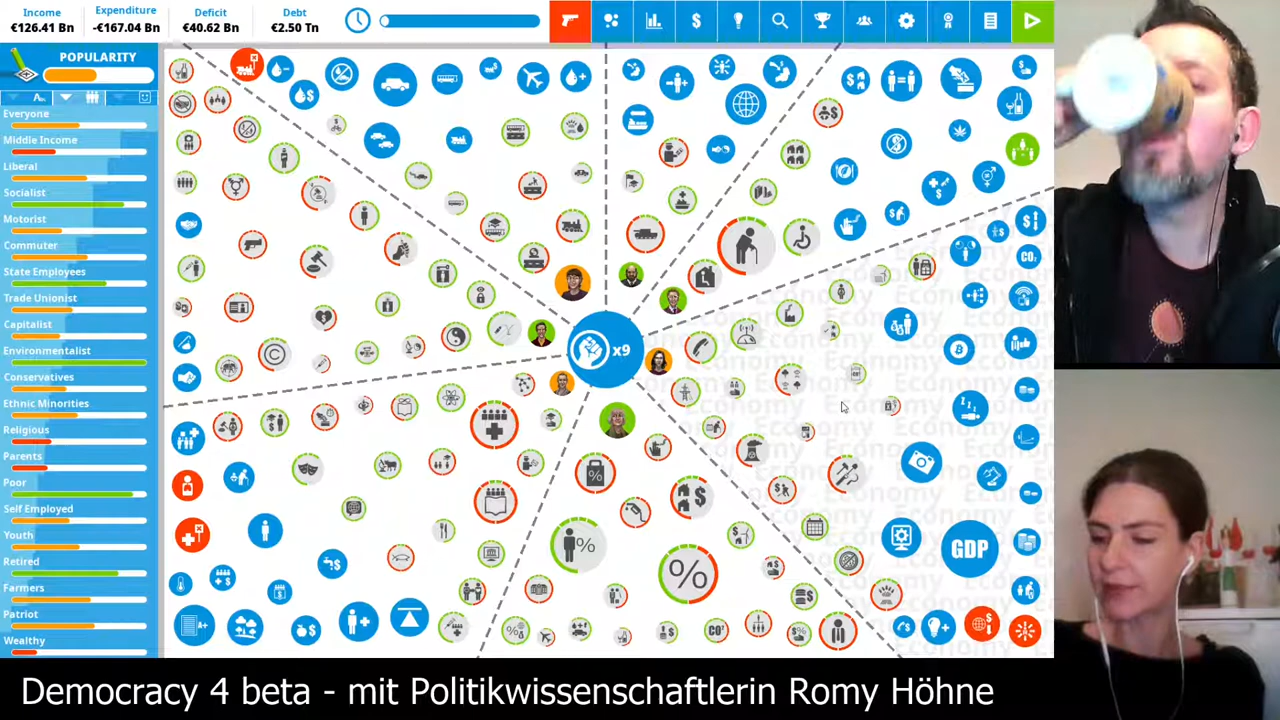 Income
€126.41 Bn
Expenditure
-€167.04 Bn
Deficit
€40.62 Bn
Debt
€2.50 Tn
$
POPULARITY
Everyone
Middle Income
Liberal
Socialist
Motorist
Commuter
State Employees
Trade Unionist
Capitalist
Environmentalist
Conservatives
Ethnic Minorities
Religious
Parents
Poor
Self Employed
Youth
Retired
Farmers
Patriot
Wealthy
x9
CO²
GDP
Economy
Democracy 4 beta - mit Politikwissenschaftlerin Romy Höhne